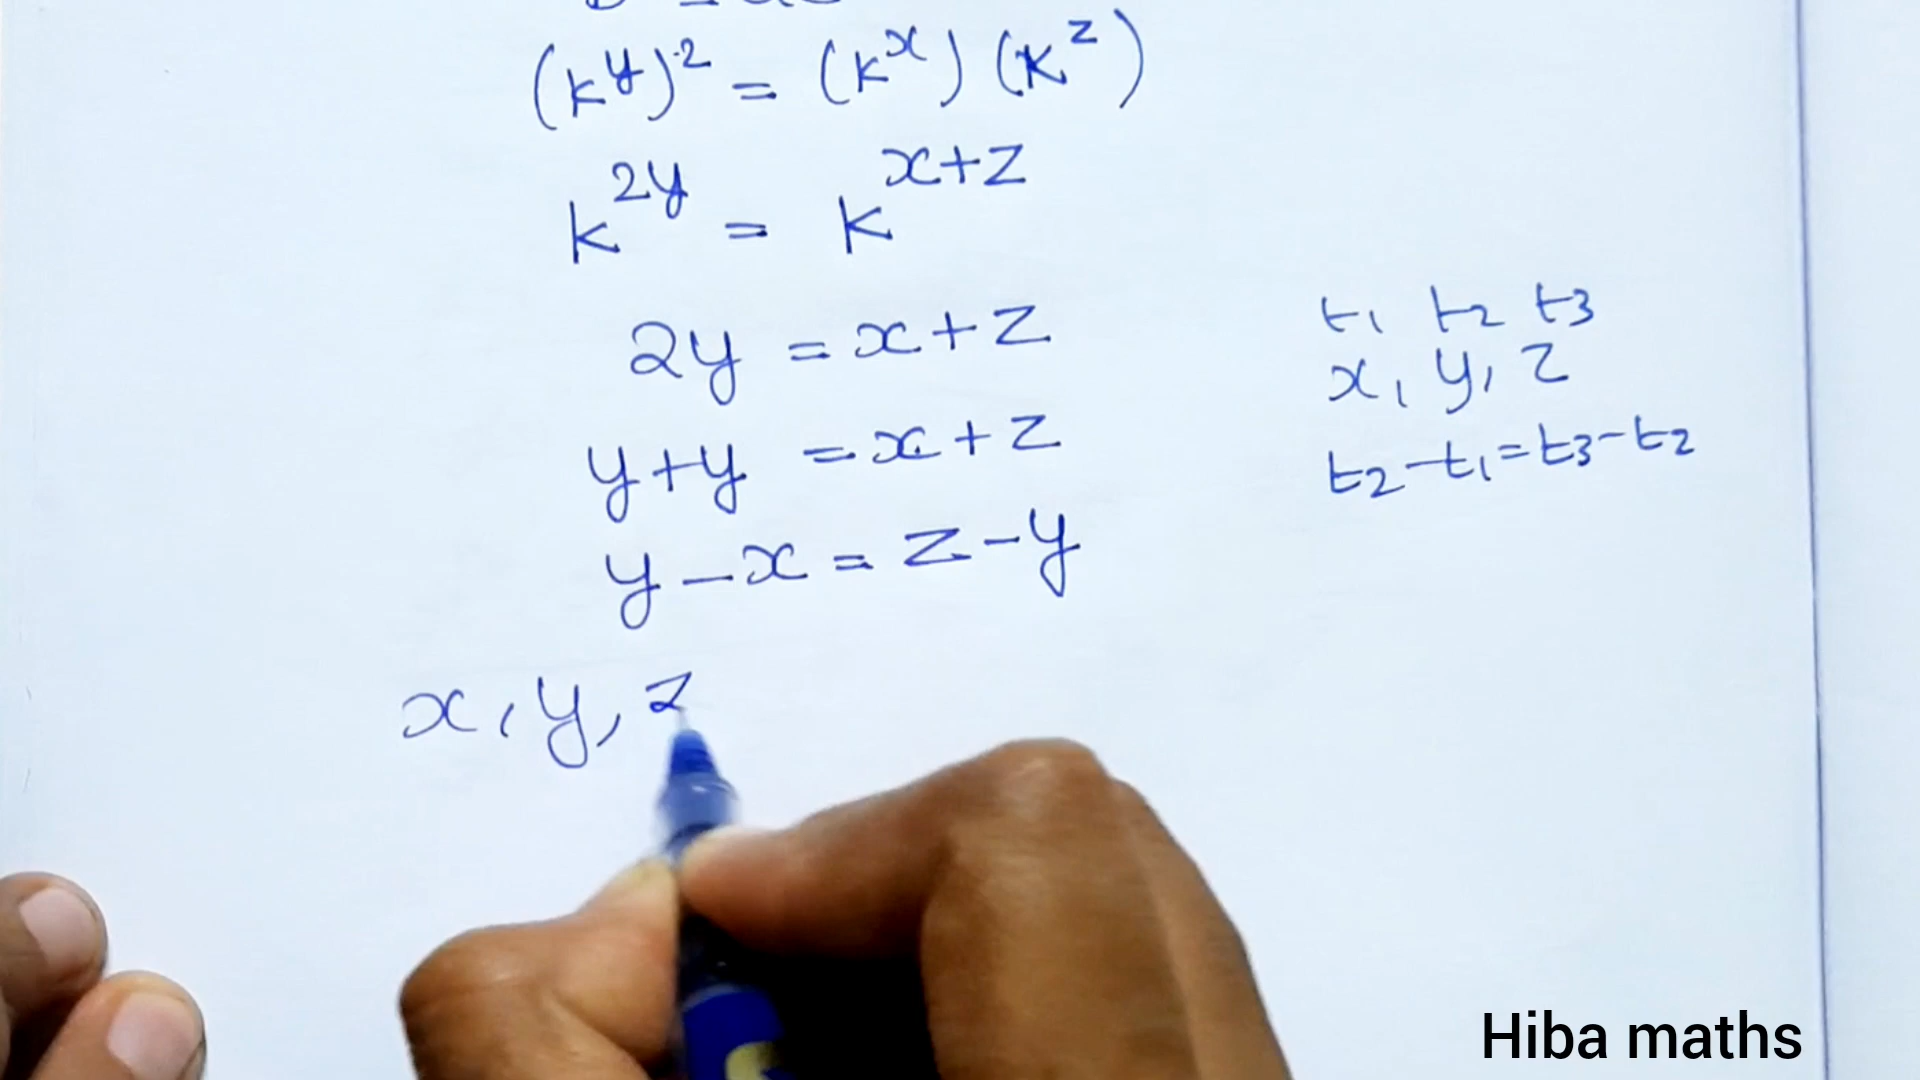 (k^y)^2 = (k^x) (k^z)
k^2y = k^x+z
2y = x+z
y+y = x+z
y-x = z-y
x, y, z
t1 t2 t3
x, y, z
t2-t1=t3-t2
Hiba maths